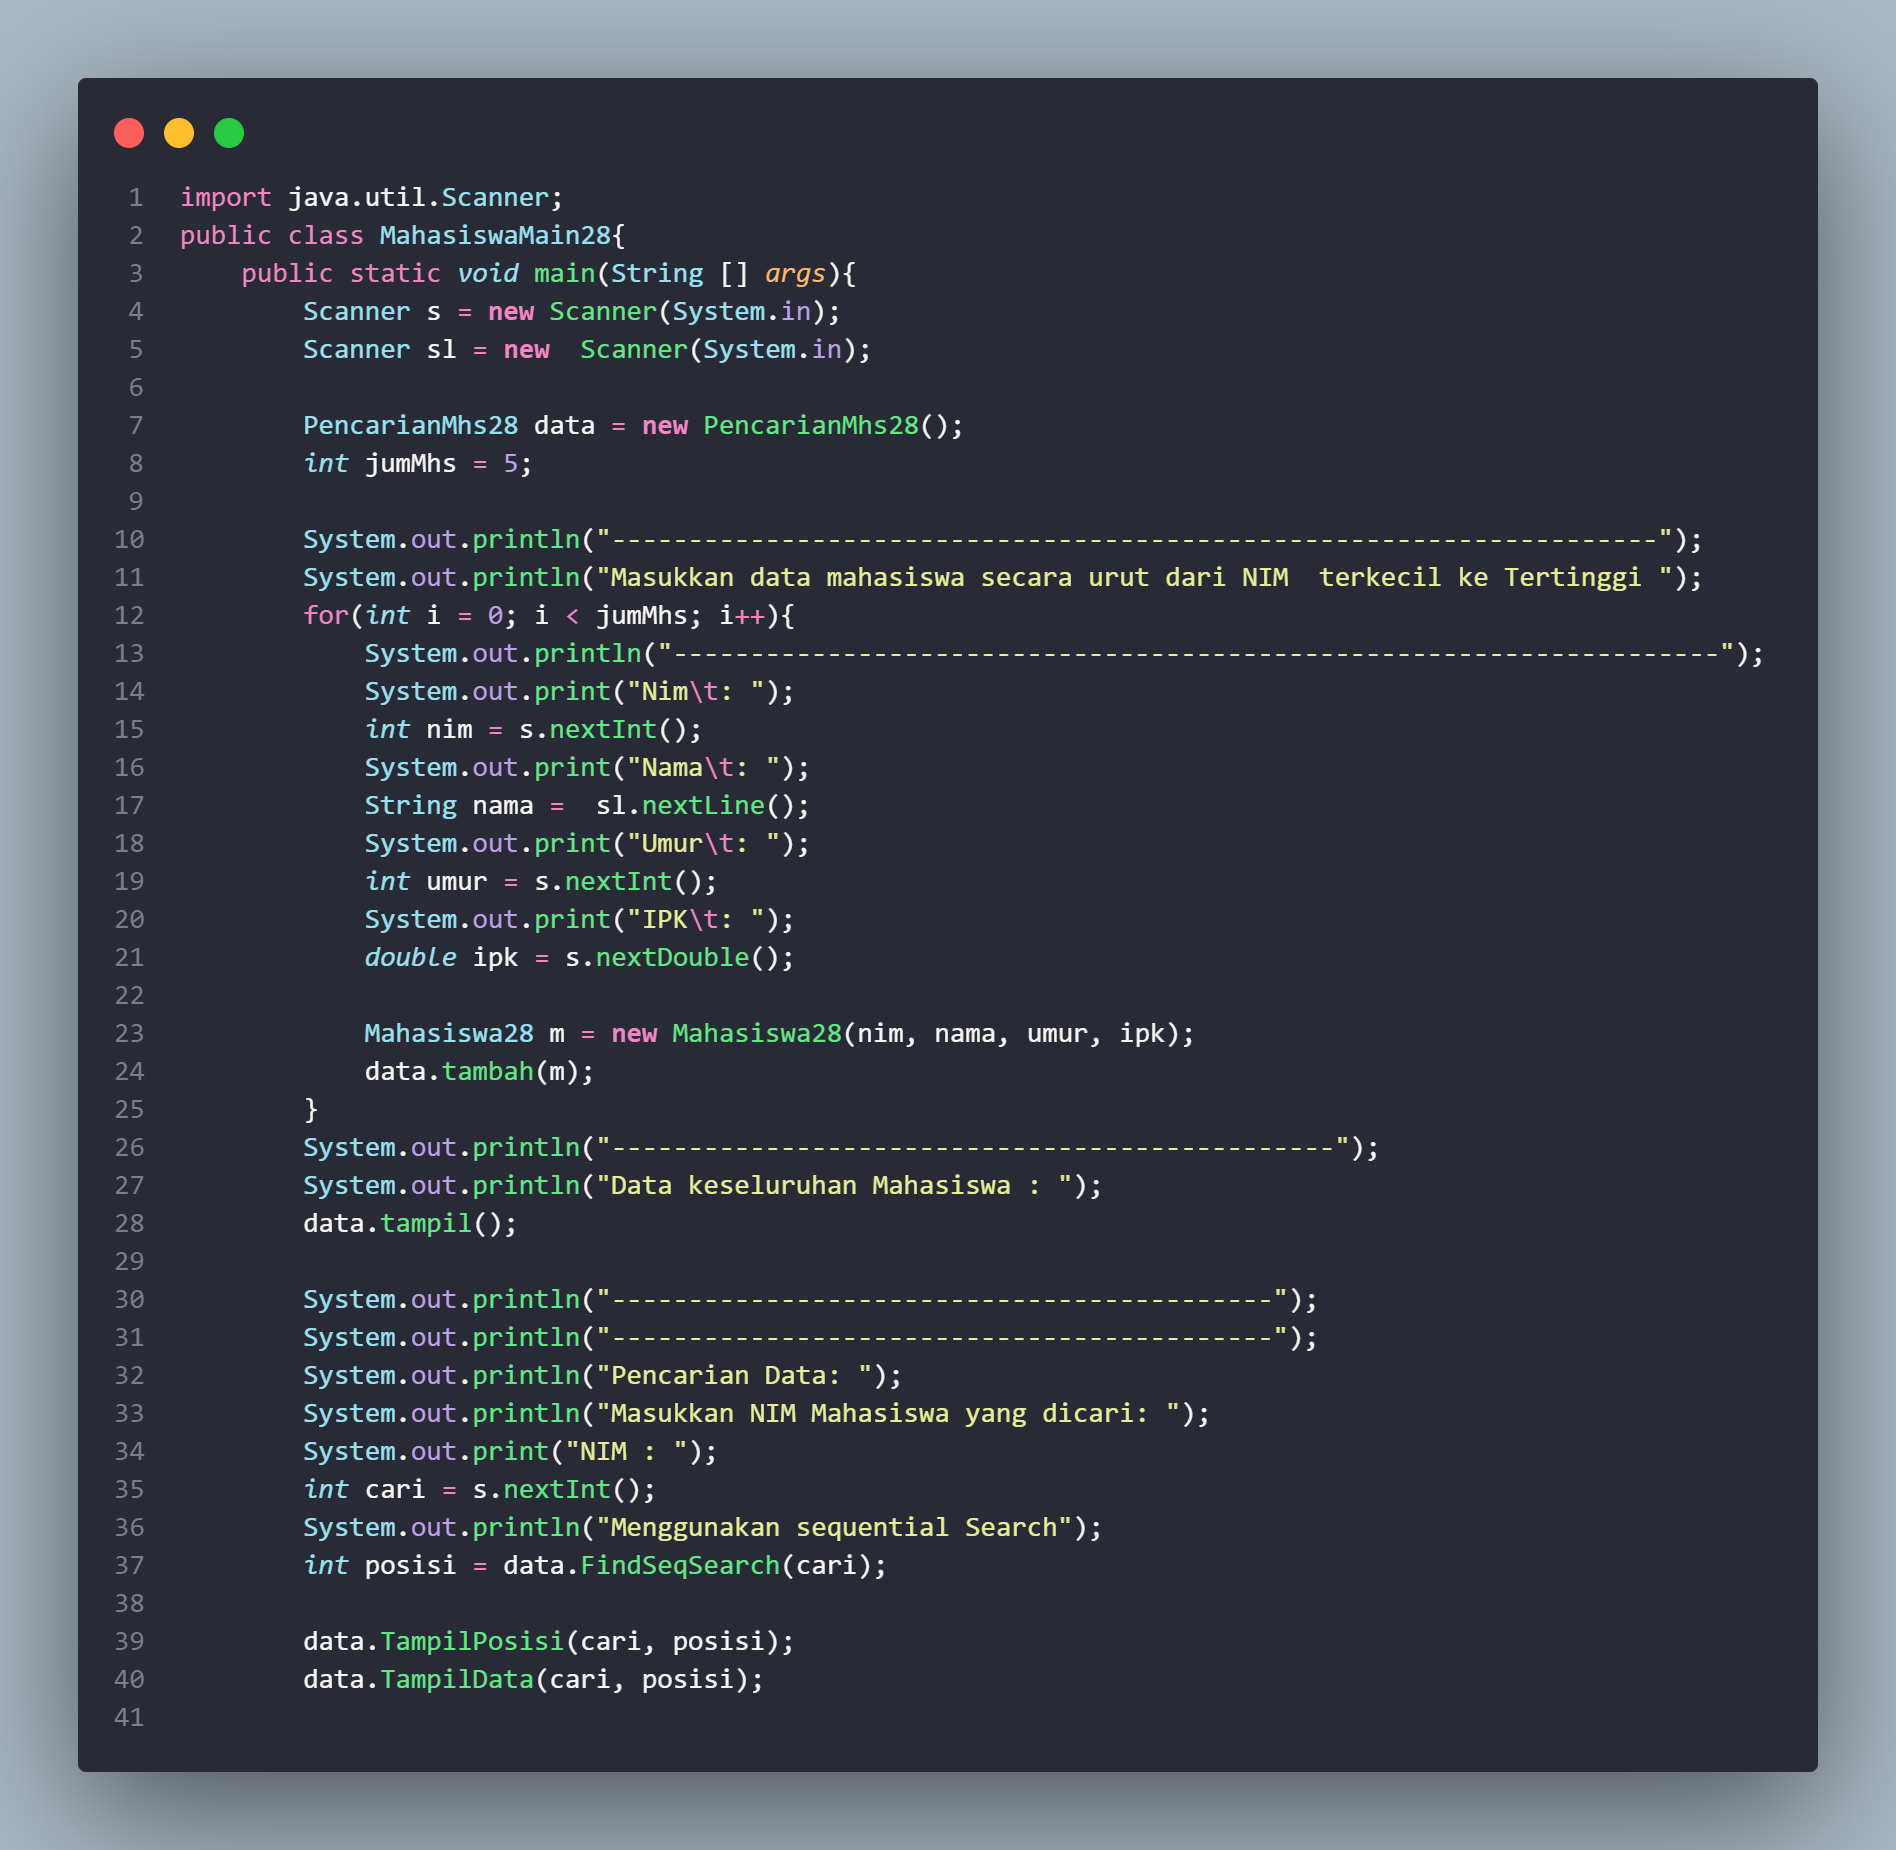 1 import java.util.Scanner;
2 public class MahasiswaMain28{
3     public static void main(String [] args){
4         Scanner s = new Scanner(System.in);
5         Scanner sl = new  Scanner(System.in);
6
7         PencarianMhs28 data = new PencarianMhs28();
8         int jumMhs = 5;
9
10         System.out.println("--------------------------------------------------------------------");
11         System.out.println("Masukkan data mahasiswa secara urut dari NIM  terkecil ke Tertinggi ");
12         for(int i = 0; i < jumMhs; i++){
13             System.out.println("--------------------------------------------------------------------");
14             System.out.print("Nim\t: ");
15             int nim = s.nextInt();
16             System.out.print("Nama\t: ");
17             String nama =  sl.nextLine();
18             System.out.print("Umur\t: ");
19             int umur = s.nextInt();
20             System.out.print("IPK\t: ");
21             double ipk = s.nextDouble();
22
23             Mahasiswa28 m = new Mahasiswa28(nim, nama, umur, ipk);
24             data.tambah(m);
25         }
26         System.out.println("-----------------------------------------------");
27         System.out.println("Data keseluruhan Mahasiswa : ");
28         data.tampil();
29
30         System.out.println("-------------------------------------------");
31         System.out.println("-------------------------------------------");
32         System.out.println("Pencarian Data: ");
33         System.out.println("Masukkan NIM Mahasiswa yang dicari: ");
34         System.out.print("NIM : ");
35         int cari = s.nextInt();
36         System.out.println("Menggunakan sequential Search");
37         int posisi = data.FindSeqSearch(cari);
38
39         data.TampilPosisi(cari, posisi);
40         data.TampilData(cari, posisi);
41